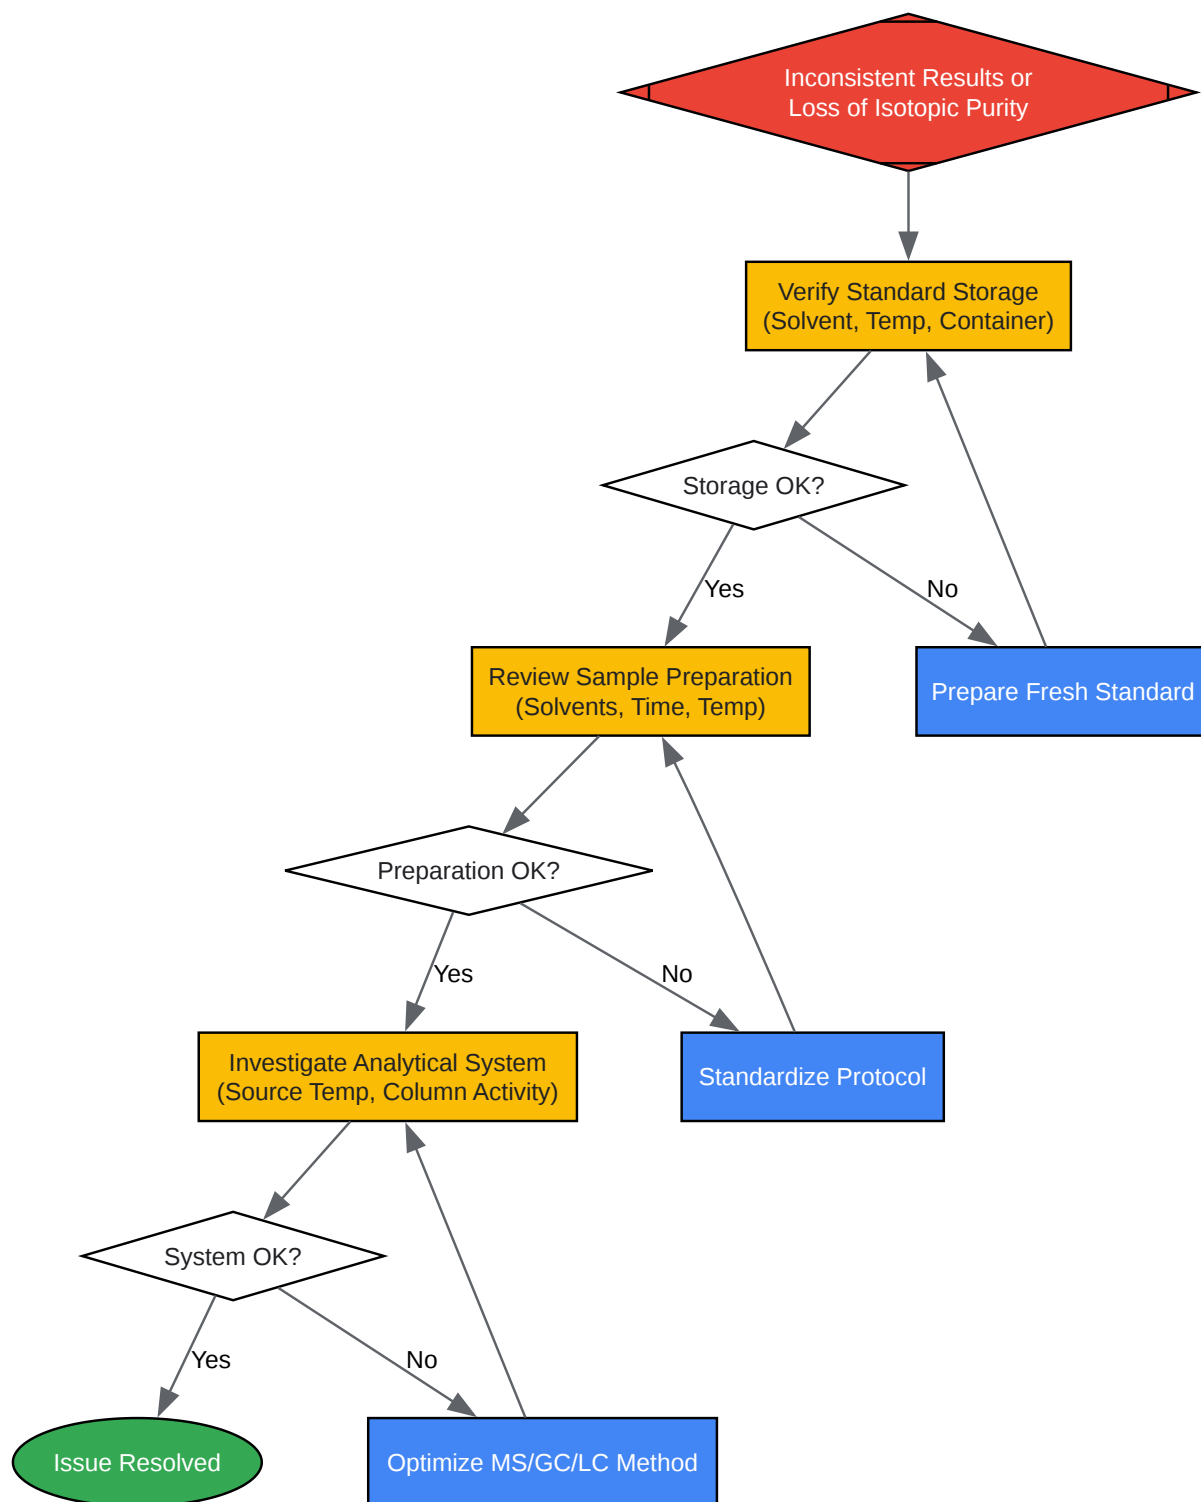 Inconsistent Results or
Loss of Isotopic Purity
Verify Standard Storage
(Solvent, Temp, Container)
Storage OK?
Yes
No
Review Sample Preparation
(Solvents, Time, Temp)
Prepare Fresh Standard
Preparation OK?
Yes
No
Investigate Analytical System
(Source Temp, Column Activity)
Standardize Protocol
System OK?
Yes
No
Issue Resolved
Optimize MS/GC/LC Method